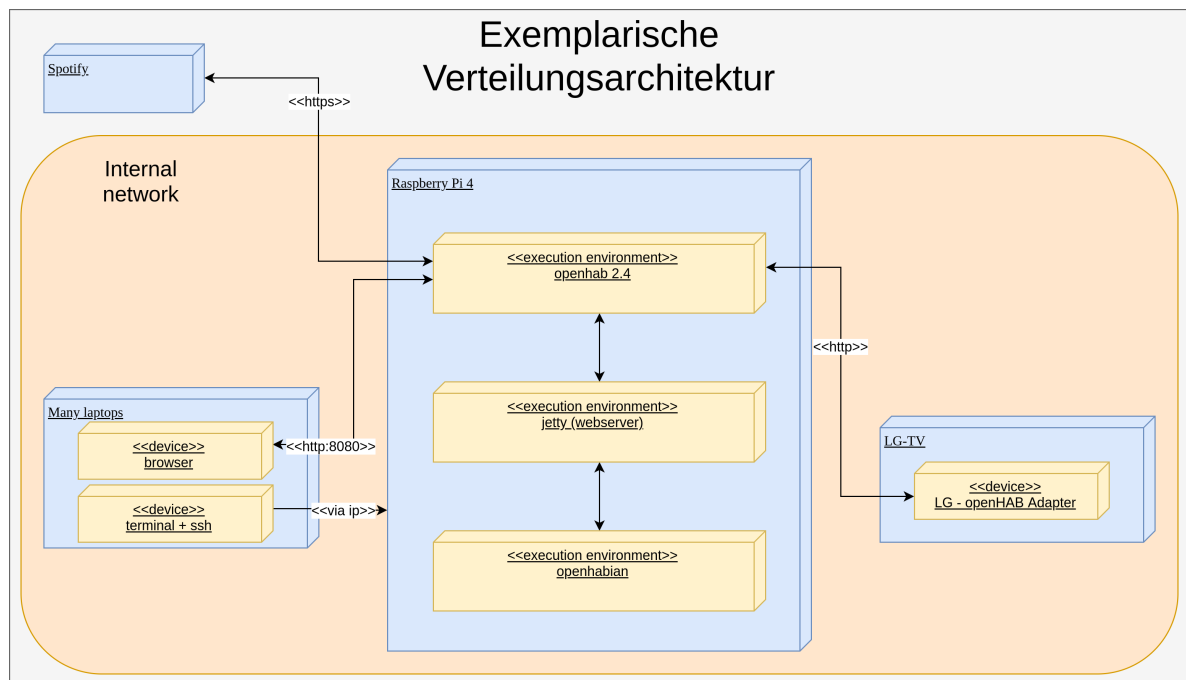 Exemplarische
Verteilungsarchitektur
Spotify
<<https>>
Internal
network
Raspberry Pi 4
<<execution environment>>
openhab 2.4
<<http>>
<<execution environment>>
jetty (webserver)
Many laptops
<<device>>
browser
<<http:8080>>
<<device>>
terminal + ssh
<<via ip>>
LG-TV
<<device>>
LG - openHAB Adapter
<<execution environment>>
openhabian